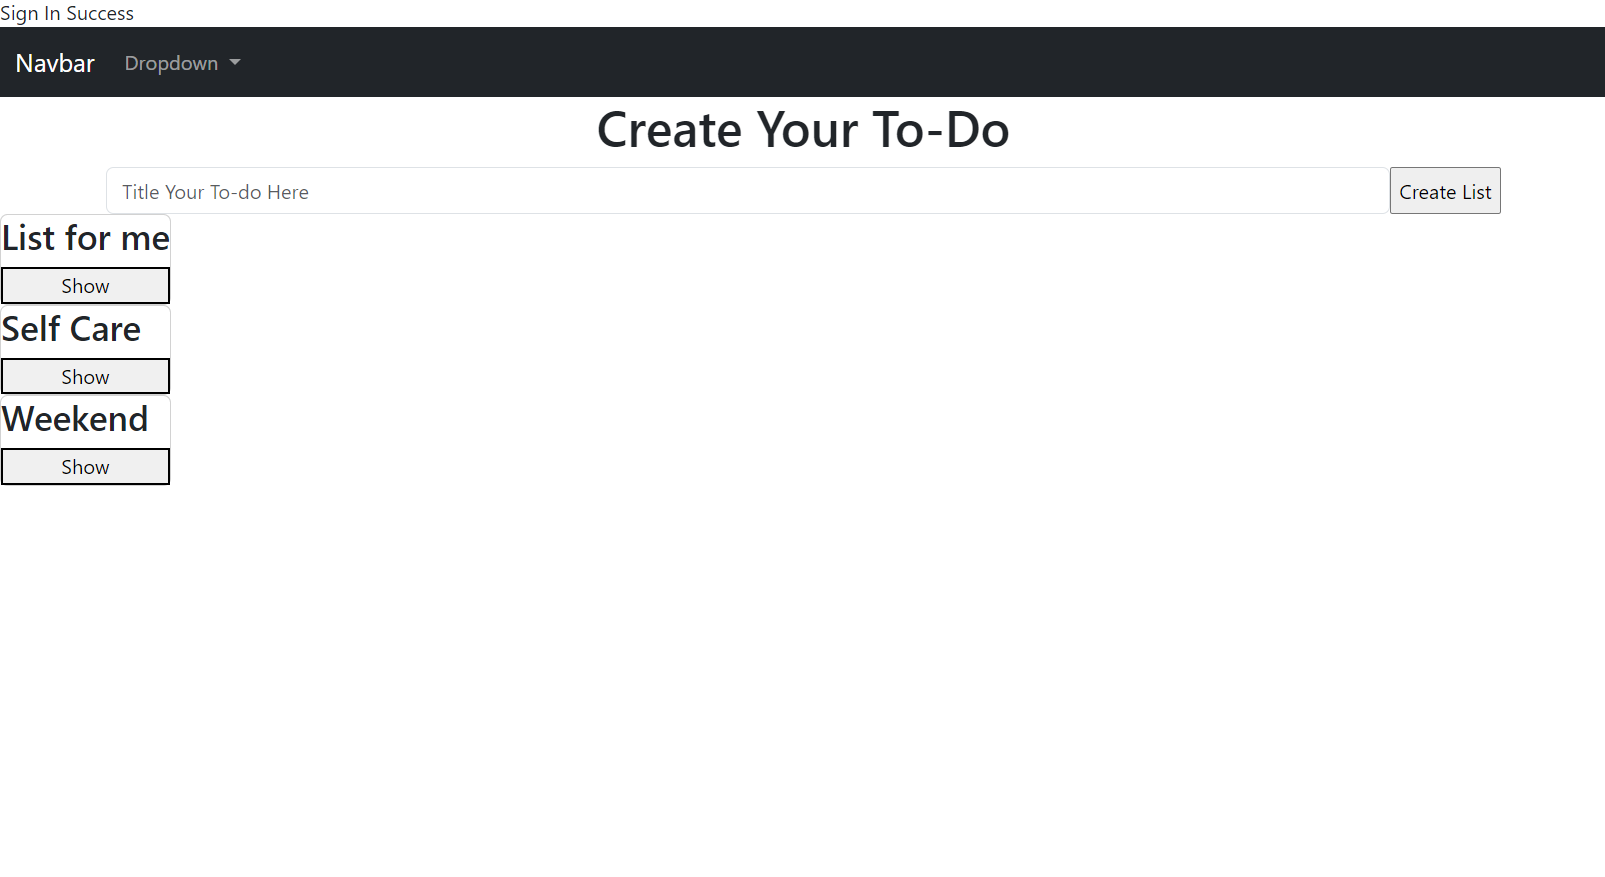 Sign In Success
Navbar Dropdown
Create Your To-Do
Title Your To-do Here Create List
List for me
Show
Self Care
Show
Weekend
Show